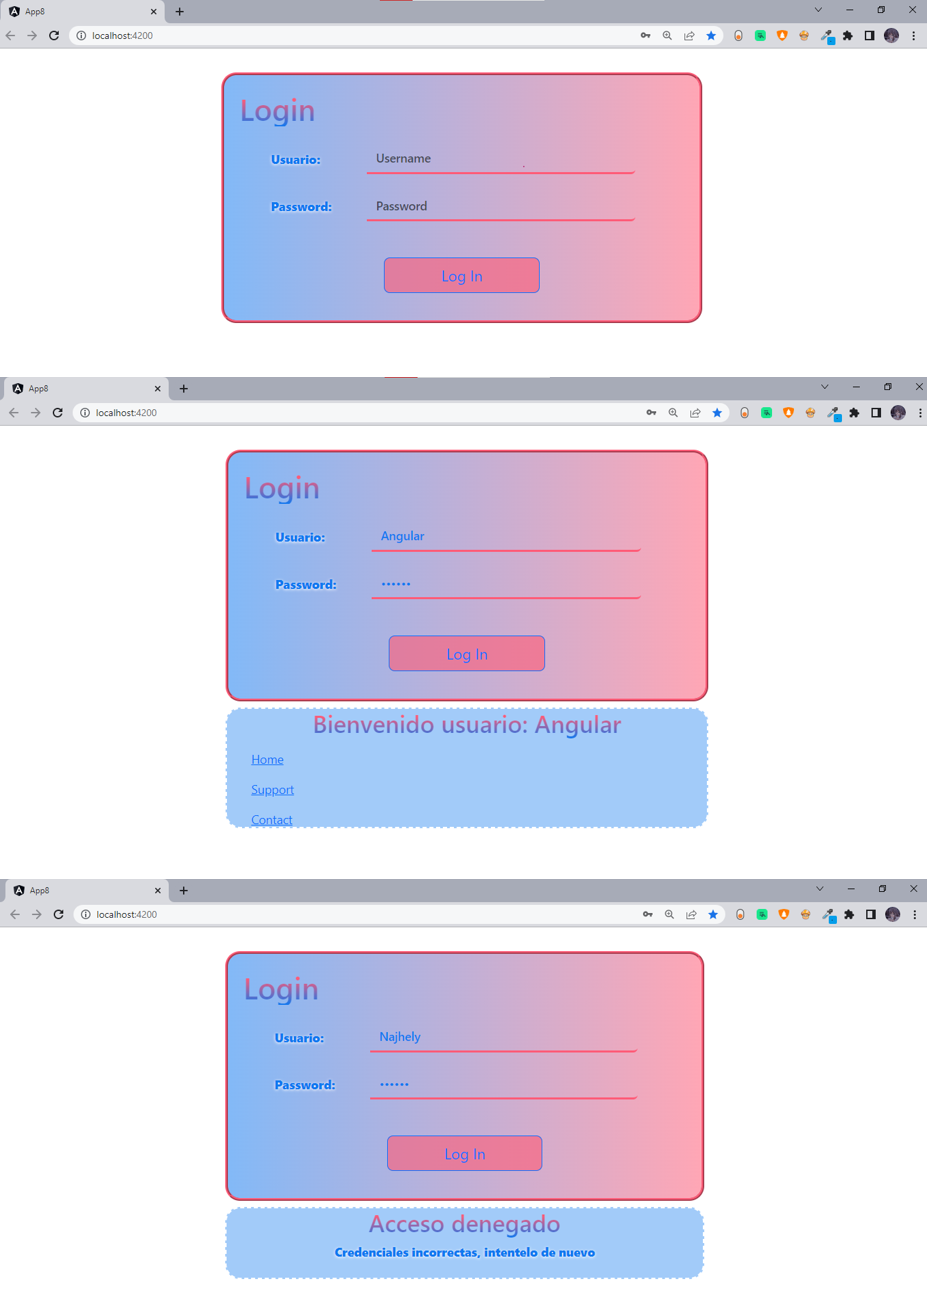 App8
localhost:4200
Login
Usuario: Username
Password: Password
Log In
App8
localhost:4200
Login
Usuario: Angular
Password: ••••••
Log In
Bienvenido usuario: Angular
Home
Support
Contact
App8
localhost:4200
Login
Usuario: Najhely
Password: ••••••
Log In
Acceso denegado
Credenciales incorrectas, intentelo de nuevo